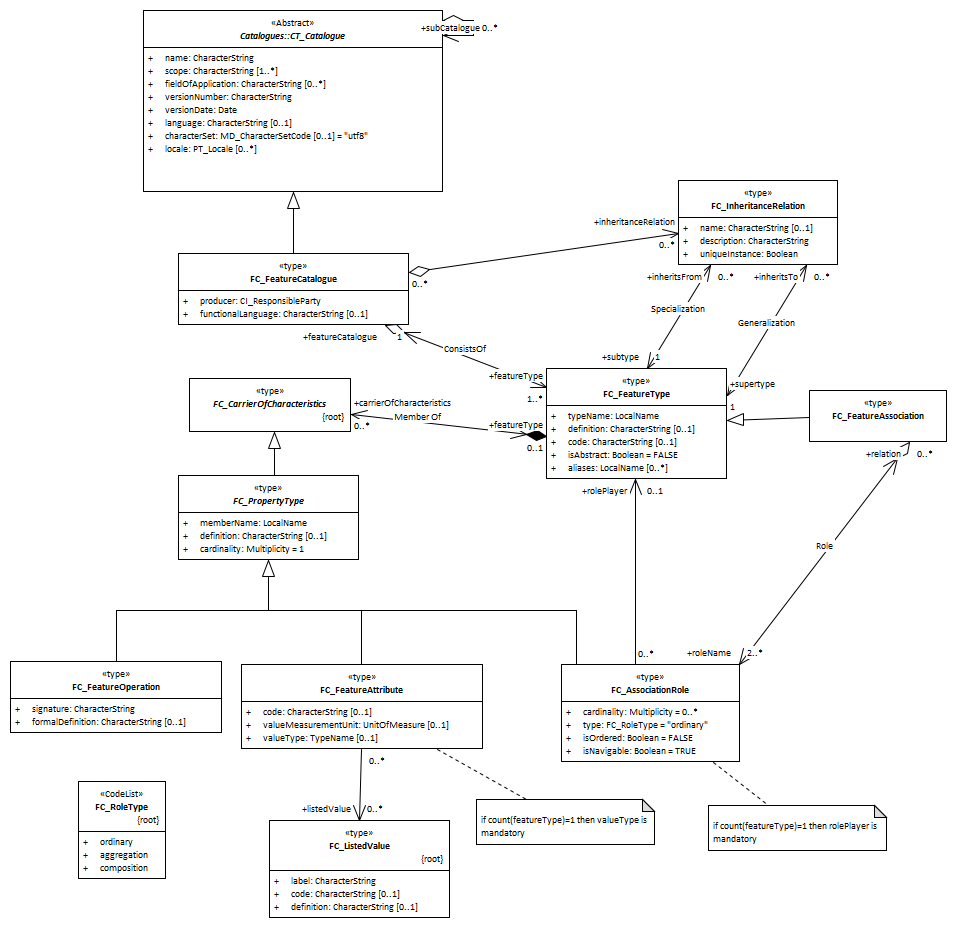 «Abstract»
Catalogues::CT_Catalogue
+ name: CharacterString
+ scope: CharacterString [1..*]
+ fieldOfApplication: CharacterString [0..*]
+ versionNumber: CharacterString
+ versionDate: Date
+ language: CharacterString [0..1]
+ characterSet: MD_CharacterSetCode [0..1] = "utf8"
+ locale: PT_Locale [0..*]
+subCatalogue 0..*
«type»
FC_InheritanceRelation
+ name: CharacterString [0..1]
+ description: CharacterString
+ uniqueInstance: Boolean
+inheritanceRelation
0..*
«type»
FC_FeatureCatalogue
+ producer: CI_ResponsibleParty
+ functionalLanguage: CharacterString [0..1]
0..*
+inheritsFrom 0..*
+inheritsTo 0..*
Specialization
Generalization
+featureCatalogue 1
ConsistsOf
+subtype 1
+featureType
1..*
+supertype
1
«type»
FC_FeatureType
+ typeName: LocalName
+ definition: CharacterString [0..1]
+ code: CharacterString [0..1]
+ isAbstract: Boolean = FALSE
+ aliases: LocalName [0..*]
«type»
FC_CarrierOfCharacteristics
{root}
+carrierOfCharacteristics
0..*
Member Of
+featureType
0..1
«type»
FC_FeatureAssociation
+relation 0..*
+rolePlayer 0..1
«type»
FC_PropertyType
+ memberName: LocalName
+ definition: CharacterString [0..1]
+ cardinality: Multiplicity = 1
Role
0..*
+roleName 2..*
«type»
FC_FeatureOperation
+ signature: CharacterString
+ formalDefinition: CharacterString [0..1]
«type»
FC_FeatureAttribute
+ code: CharacterString [0..1]
+ valueMeasurementUnit: UnitOfMeasure [0..1]
+ valueType: TypeName [0..1]
«type»
FC_AssociationRole
+ cardinality: Multiplicity = 0..*
+ type: FC_RoleType = "ordinary"
+ isOrdered: Boolean = FALSE
+ isNavigable: Boolean = TRUE
0..*
+listedValue 0..*
«CodeList»
FC_RoleType
{root}
+ ordinary
+ aggregation
+ composition
«type»
FC_ListedValue
{root}
+ label: CharacterString
+ code: CharacterString [0..1]
+ definition: CharacterString [0..1]
if count(featureType)=1 then valueType is
mandatory
if count(featureType)=1 then rolePlayer is
mandatory